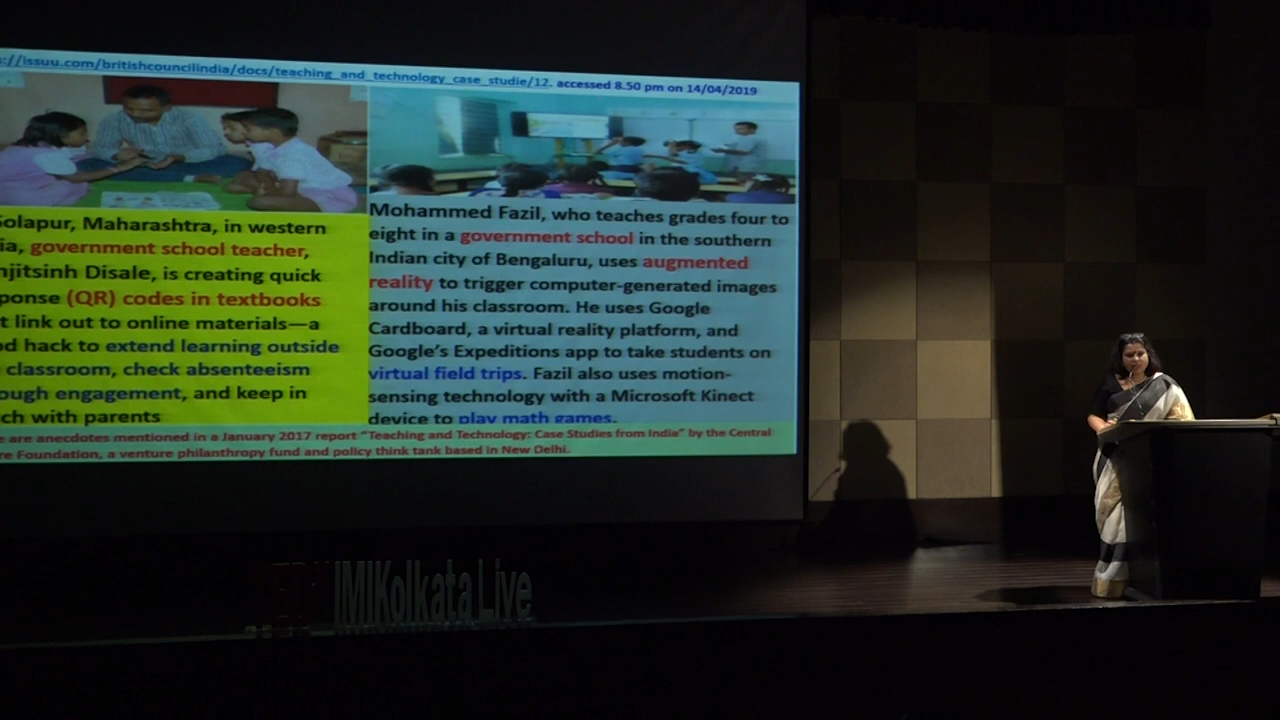 ://issuu.com/britishcouncilindia/docs/teaching_and_technology_case_studie/12. accessed 8.50 pm on 14/04/2019
Solapur, Maharashtra, in western
ia, government school teacher,
njitsinh Disale, is creating quick
ponse (QR) codes in textbooks
t link out to online materials—a
od hack to extend learning outside
classroom, check absenteeism
ough engagement, and keep in
ch with parents
Mohammed Fazil, who teaches grades four to
eight in a government school in the southern
Indian city of Bengaluru, uses augmented
reality to trigger computer-generated images
around his classroom. He uses Google
Cardboard, a virtual reality platform, and
Google's Expeditions app to take students on
virtual field trips. Fazil also uses motion-
sensing technology with a Microsoft Kinect
device to play math games.
e are anecdotes mentioned in a January 2017 report "Teaching and Technology: Case Studies from India" by the Central
re Foundation, a venture philanthropy fund and policy think tank based in New Delhi.
IMIKolkata Live